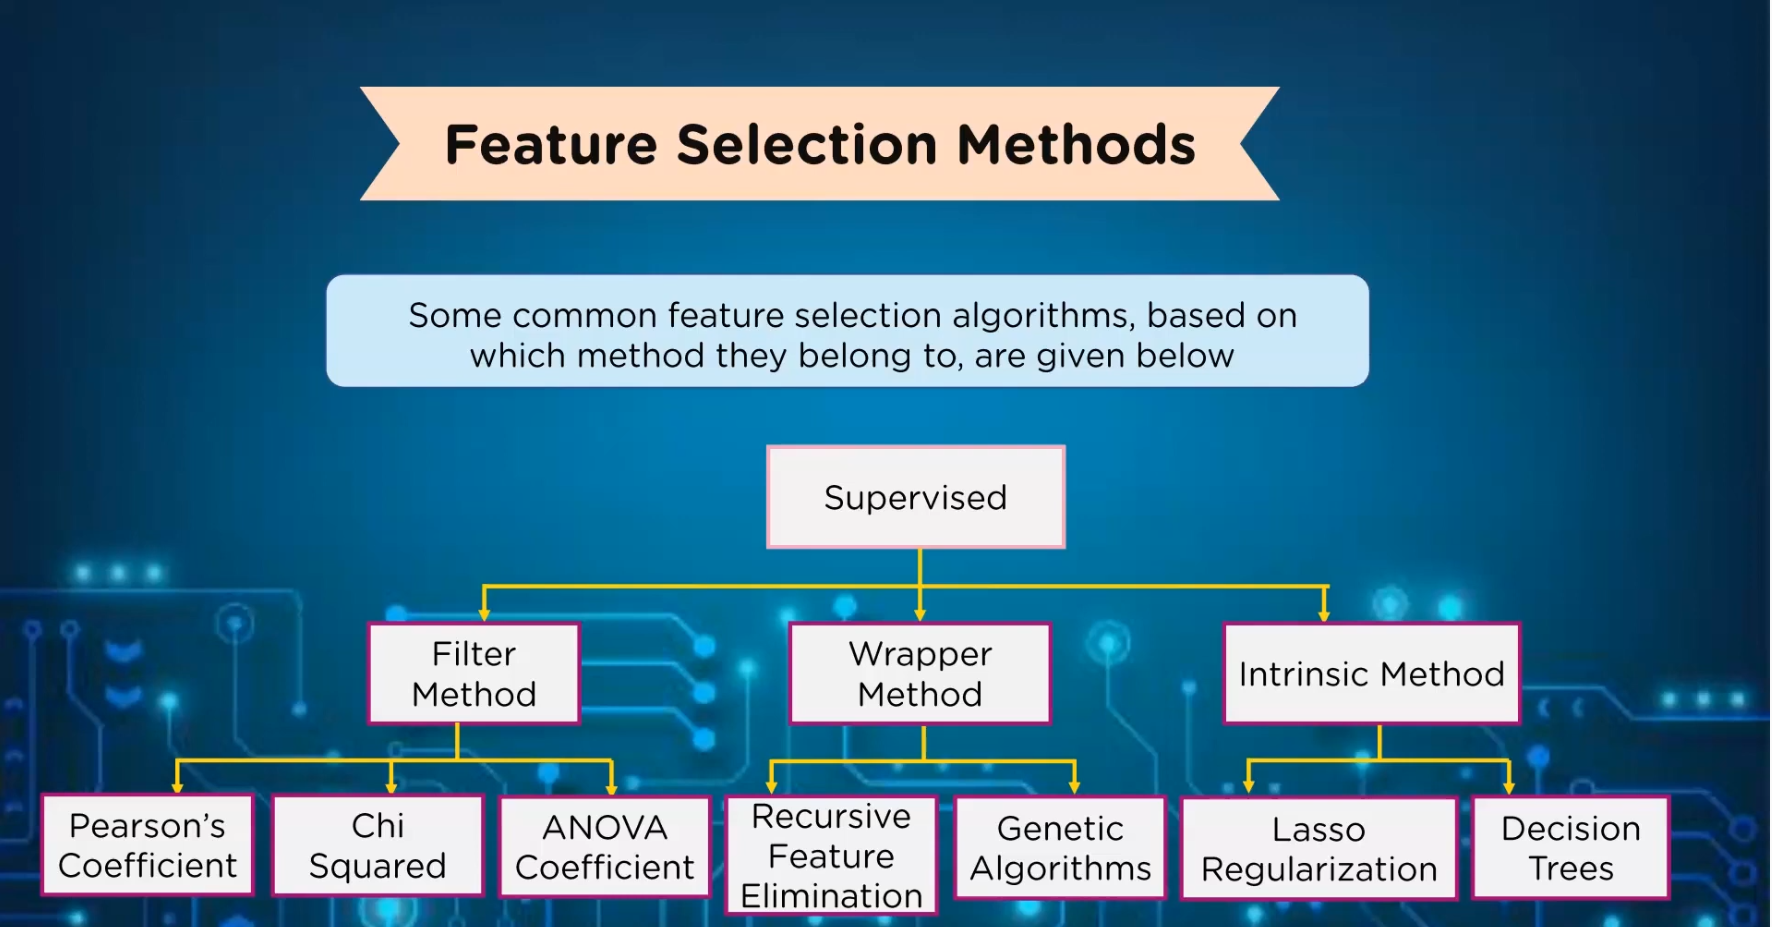 Feature Selection Methods
Some common feature selection algorithms, based on
which method they belong to, are given below
Supervised
Filter
Method
Wrapper
Method
Intrinsic Method
Pearson's
Coefficient
Chi
Squared
ANOVA
Coefficient
Recursive
Feature
Elimination
Genetic
Algorithms
Lasso
Regularization
Decision
Trees